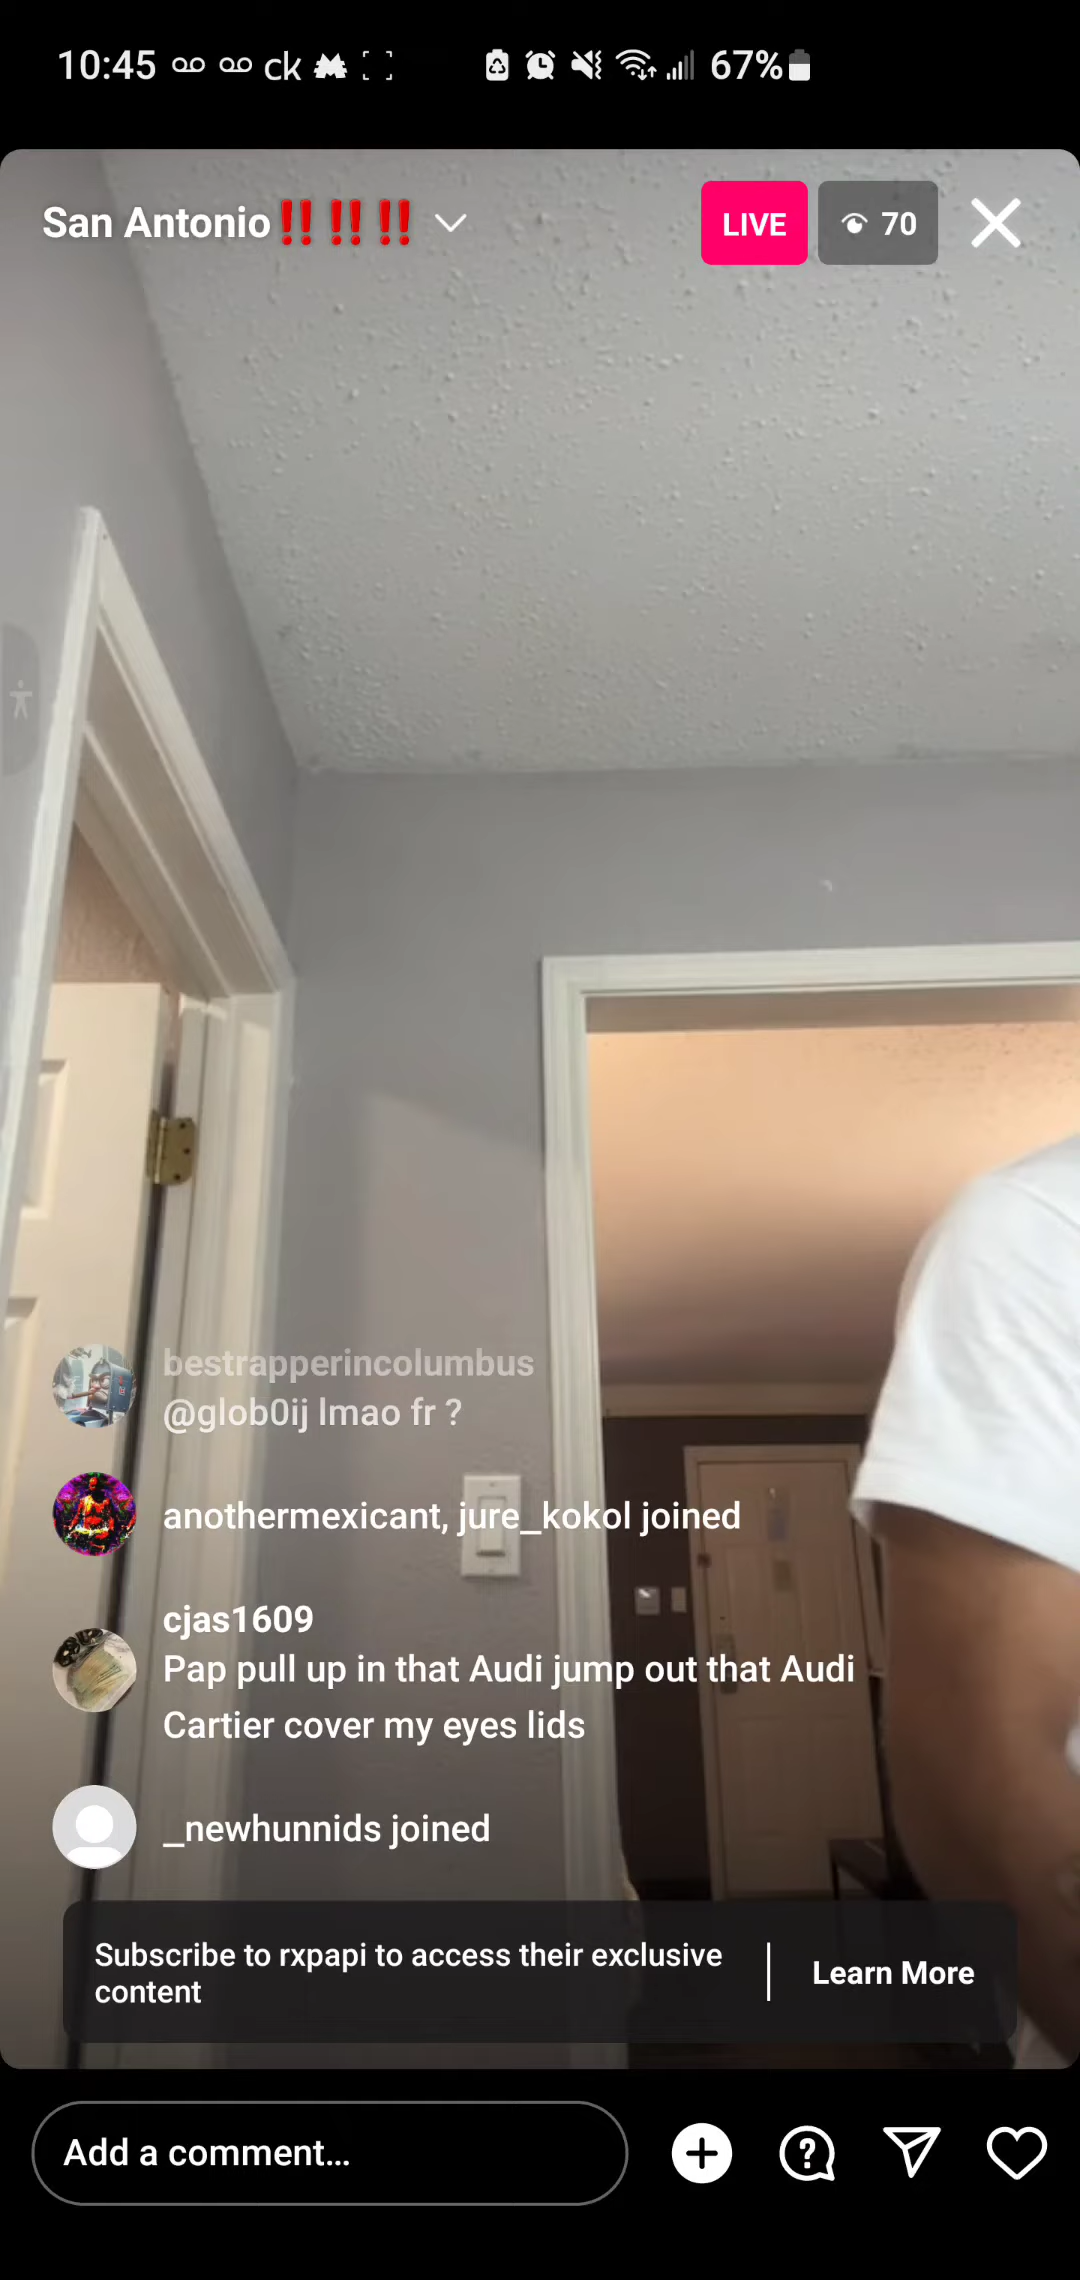 10:45 ck 67%
San Antonio‼️‼️‼️ LIVE 70
bestrapperincolumbus
@glob0ij lmao fr ?
anothermexicant, jure_kokol joined
cjas1609
Pap pull up in that Audi jump out that Audi
Cartier cover my eyes lids
_newhunnids joined
Subscribe to rxpapi to access their exclusive
content
Learn More
Add a comment...